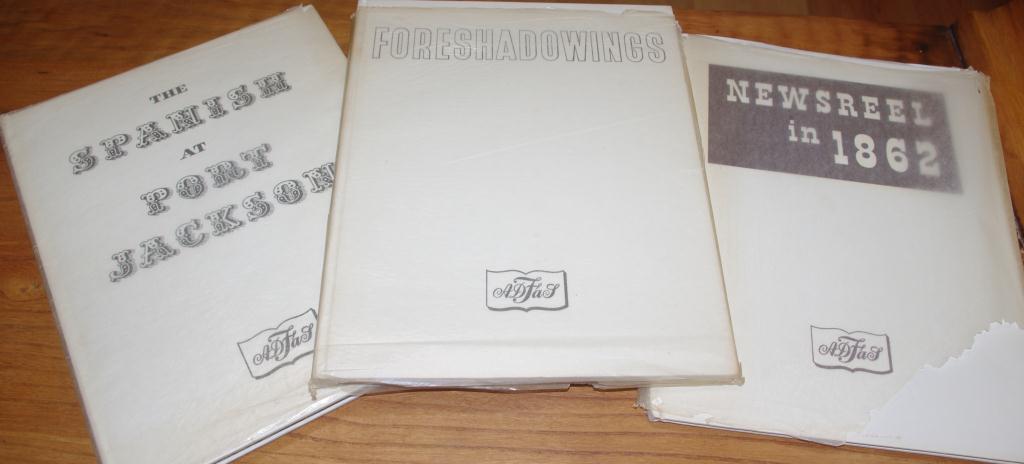 THE
SPANISH
AT
PORT
JACKSON
ADFaS
FORESHADOWINGS
ADFaS
NEWSREEL
in 1862
ADFaS